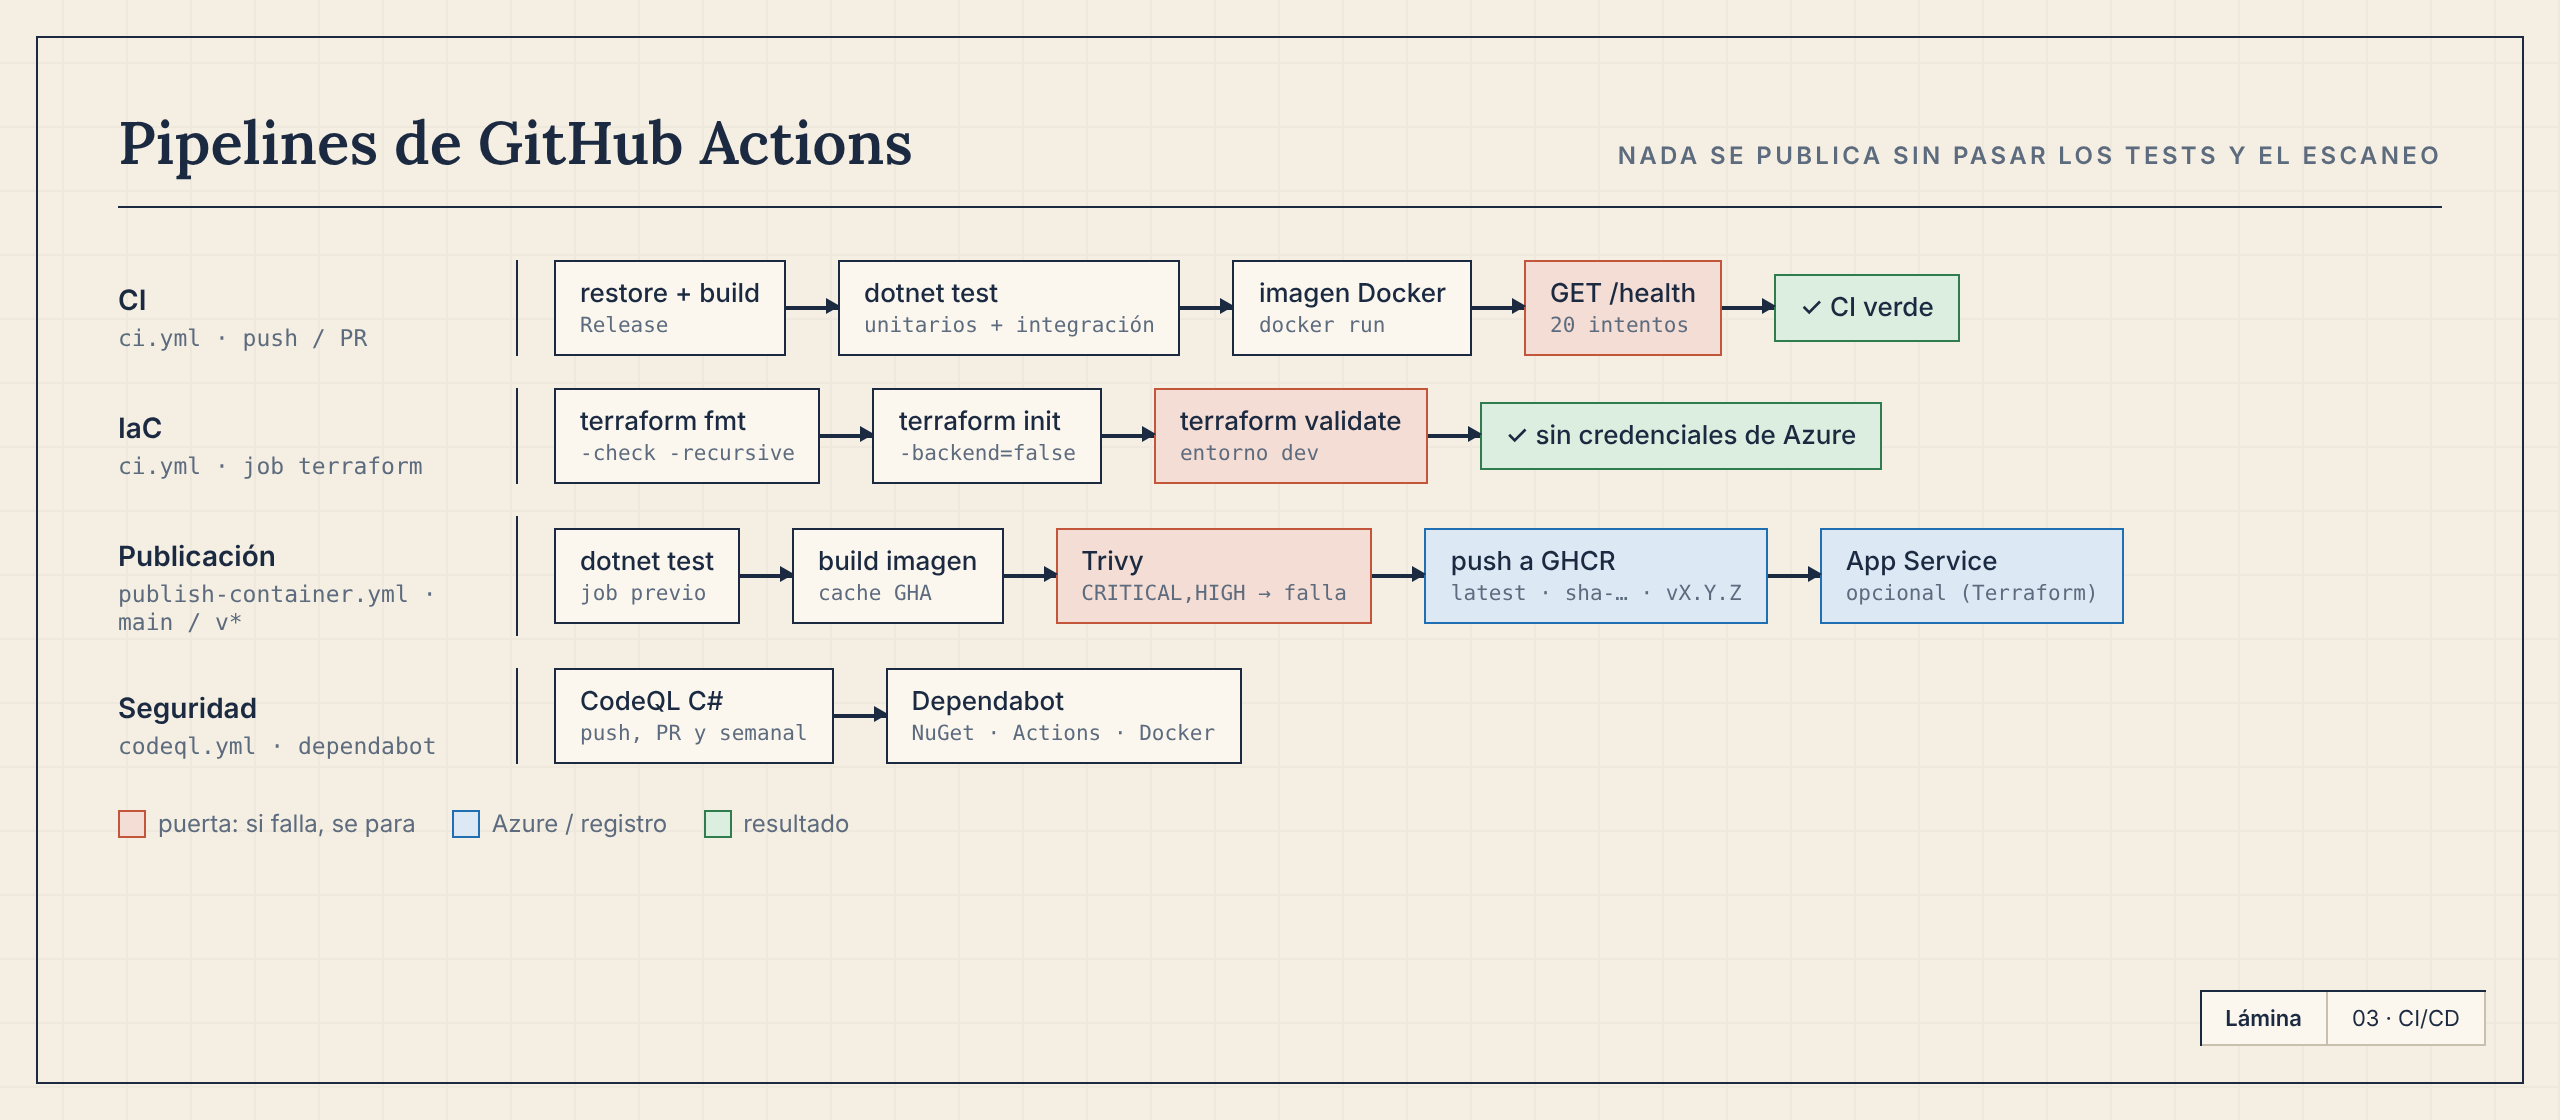 Pipelines de GitHub Actions
NADA SE PUBLICA SIN PASAR LOS TESTS Y EL ESCANEO
CI
ci.yml · push / PR
restore + build
Release
dotnet test
unitarios + integración
imagen Docker
docker run
GET /health
20 intentos
✓ CI verde
IaC
ci.yml · job terraform
terraform fmt
-check -recursive
terraform init
-backend=false
terraform validate
entorno dev
✓ sin credenciales de Azure
Publicación
publish-container.yml ·
main / v*
dotnet test
job previo
build imagen
cache GHA
Trivy
CRITICAL,HIGH → falla
push a GHCR
latest · sha-… · vX.Y.Z
App Service
opcional (Terraform)
Seguridad
codeql.yml · dependabot
CodeQL C#
push, PR y semanal
Dependabot
NuGet · Actions · Docker
puerta: si falla, se para
Azure / registro
resultado
Lámina
03 · CI/CD